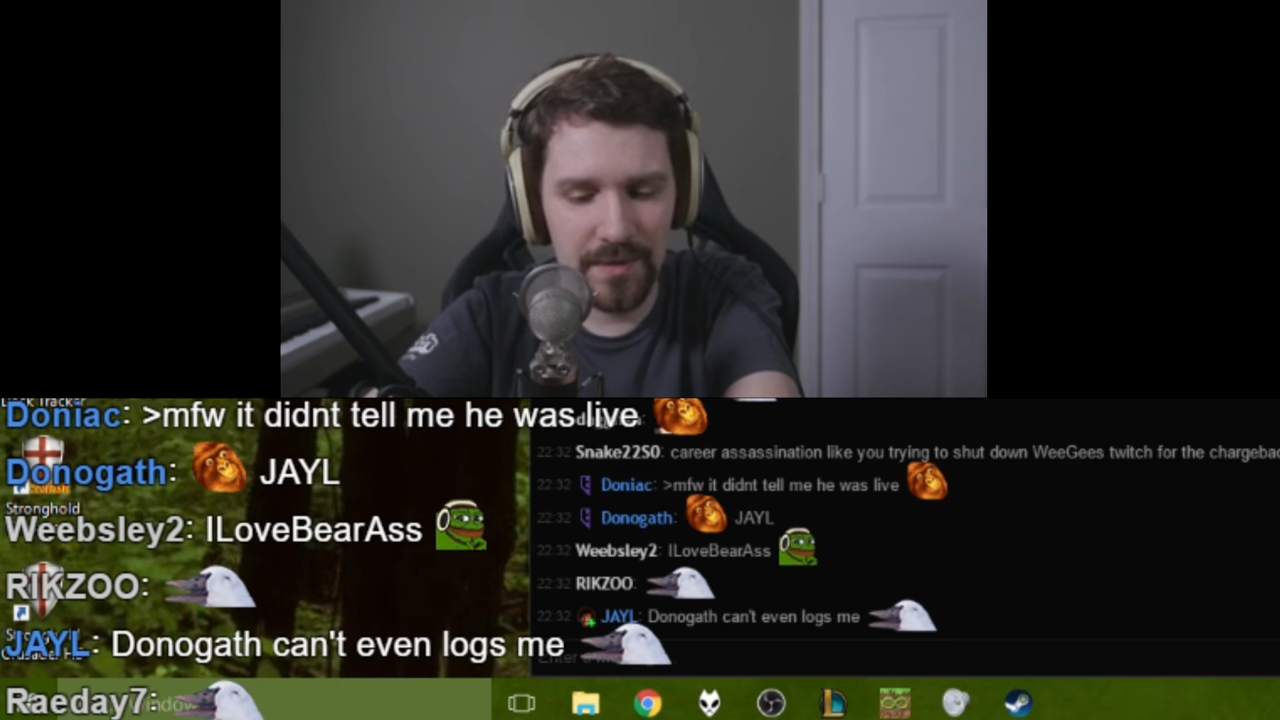 Doniac: >mfw it didnt tell me he was live
Donogath: JAYL
Stronghold
Weebsley2: ILoveBearAss
RIKZOO:
JAYL: Donogath can't even logs me
Raeday7:
22:32 Snake22SO: career assassination like you trying to shut down WeeGees twitch for the chargeba
22:32 Doniac: >mfw it didnt tell me he was live
22:32 Donogath: JAYL
22:32 Weebsley2: ILoveBearAss
22:32 RIKZOO:
22:32 JAYL: Donogath can't even logs me